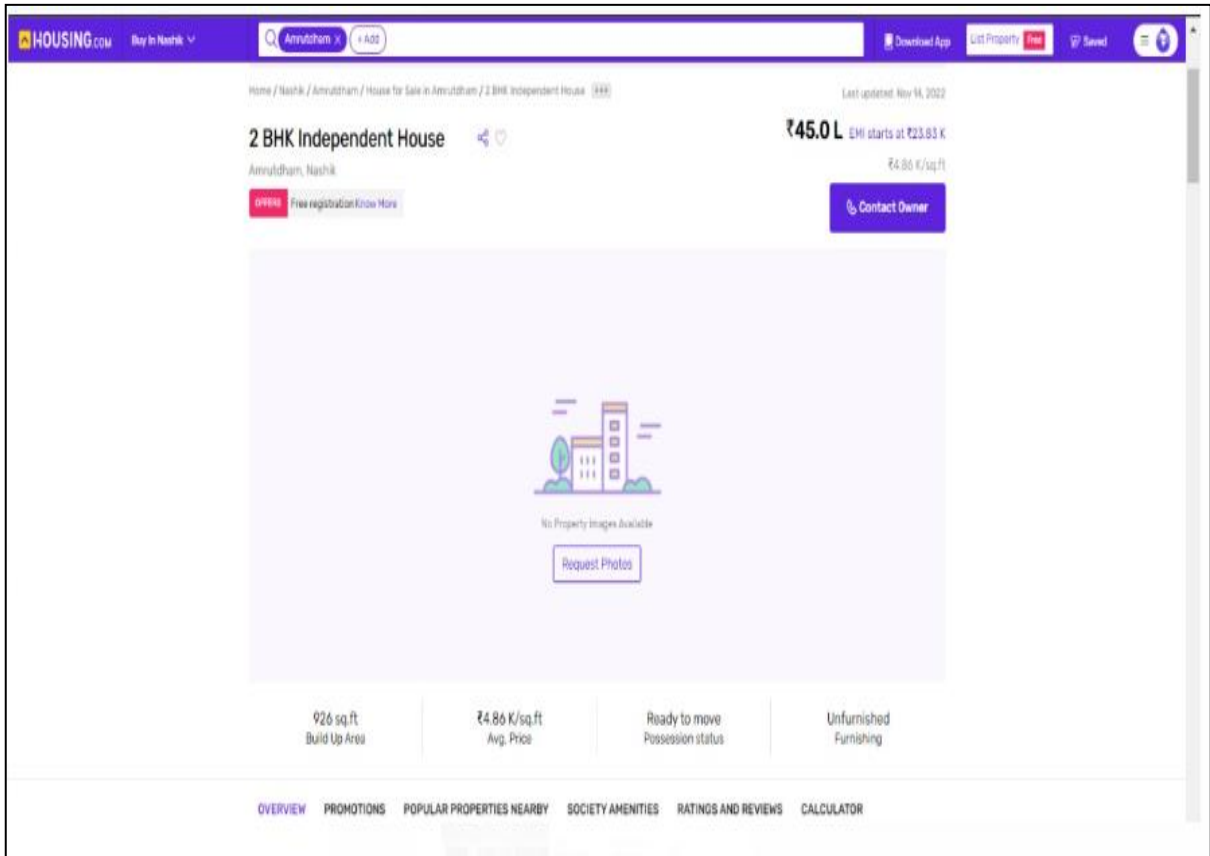 HOUSING.COM Buy In Nashik Amrutdham X + Add Download App List Property Free Saved
Home / Nashik / Amrutdham / House for Sale in Amrutdham / 2 BHK Independent House Last updated: Nov 14, 2022
2 BHK Independent House ₹45.0 L EMI starts at ₹23.83 K
Amrutdham, Nashik ₹4.86 K/sq.ft
OFFERS Free registration Know More Contact Owner
No Property Images Available
Request Photos
926 sq.ft ₹4.86 K/sq.ft Ready to move Unfurnished
Build Up Area Avg. Price Possession status Furnishing
OVERVIEW PROMOTIONS POPULAR PROPERTIES NEARBY SOCIETY AMENITIES RATINGS AND REVIEWS CALCULATOR